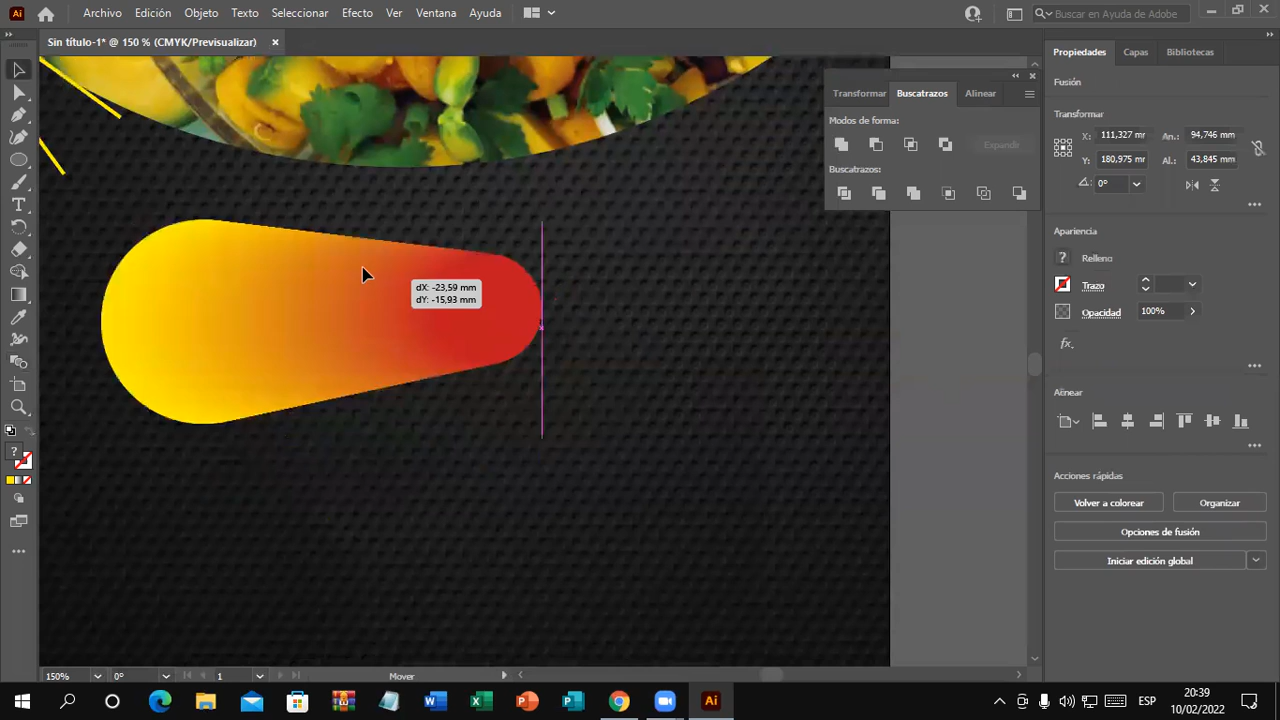 Ai Archivo Edición Objeto Texto Seleccionar Efecto Ver Ventana Ayuda Buscar en Ayuda de Adobe
Sin título-1* @ 150 % (CMYK/Previsualizar)
Propiedades Capas Bibliotecas
Fusión
Transformar
X: 111,327 mr An.: 94,746 mm
Y: 180,975 mr Al.: 43,845 mm
0°
Apariencia
? Relleno
Trazo
Opacidad 100%
fx.
Alinear
Acciones rápidas
Volver a colorear Organizar
Opciones de fusión
Iniciar edición global
Transformar Buscatrazos Alinear
Modos de forma:
Expandir
Buscatrazos:
dX: -23,59 mm
dY: -15,93 mm
T
?
150% 0° 1 Mover
W X P P Ai ESP 20:39
10/02/2022